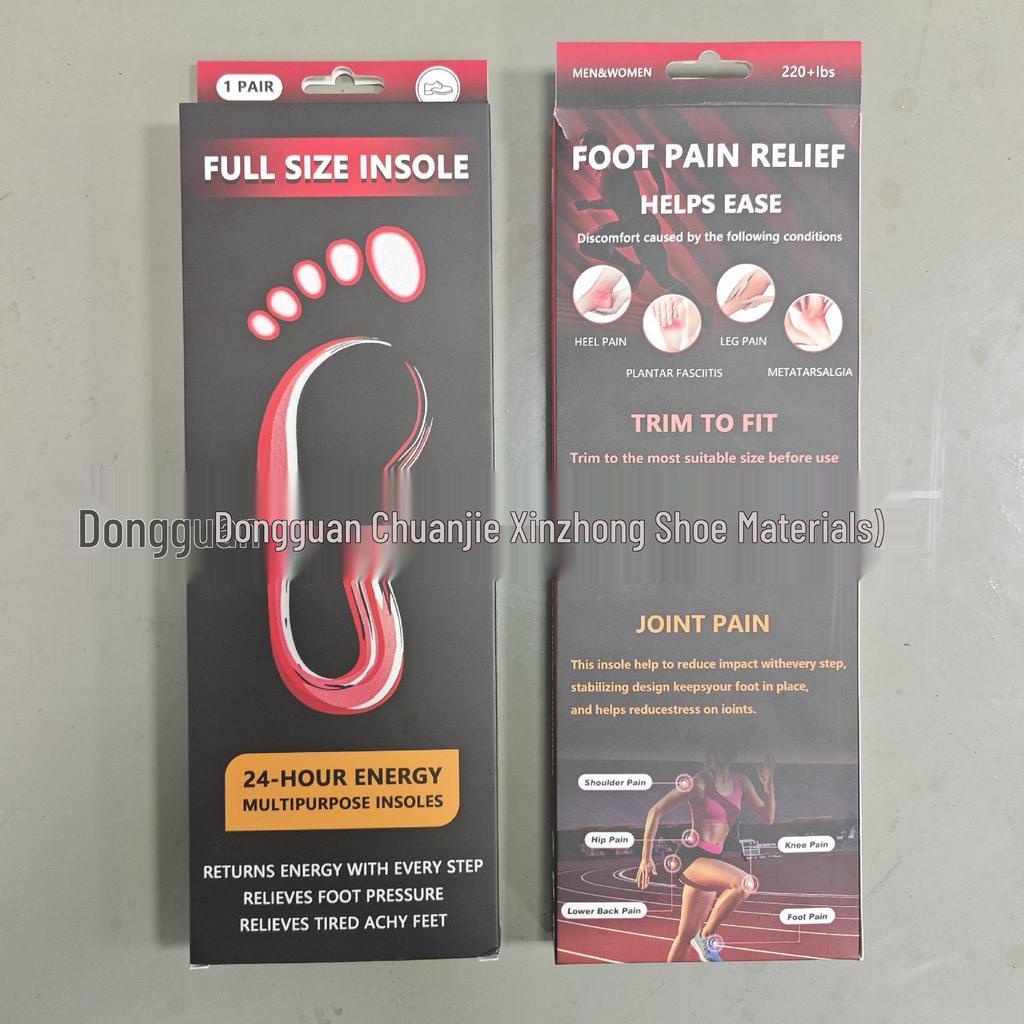 1 PAIR
FULL SIZE INSOLE
24-HOUR ENERGY
MULTIPURPOSE INSOLES
RETURNS ENERGY WITH EVERY STEP
RELIEVES FOOT PRESSURE
RELIEVES TIRED ACHY FEET
MEN&WOMEN
220+lbs
FOOT PAIN RELIEF
HELPS EASE
Discomfort caused by the following conditions
HEEL PAIN
LEG PAIN
PLANTAR FASCIITIS
METATARSALGIA
TRIM TO FIT
Trim to the most suitable size before use
Dongguan Dongguan Chuanjie Xinzhong Shoe Materials)
JOINT PAIN
This insole help to reduce impact withevery step,
stabilizing design keepsyour foot in place,
and helps reducestress on ioints.
Shoulder Pain
Hip Pain
Knee Pain
Lower Back Pain
Foot Pain